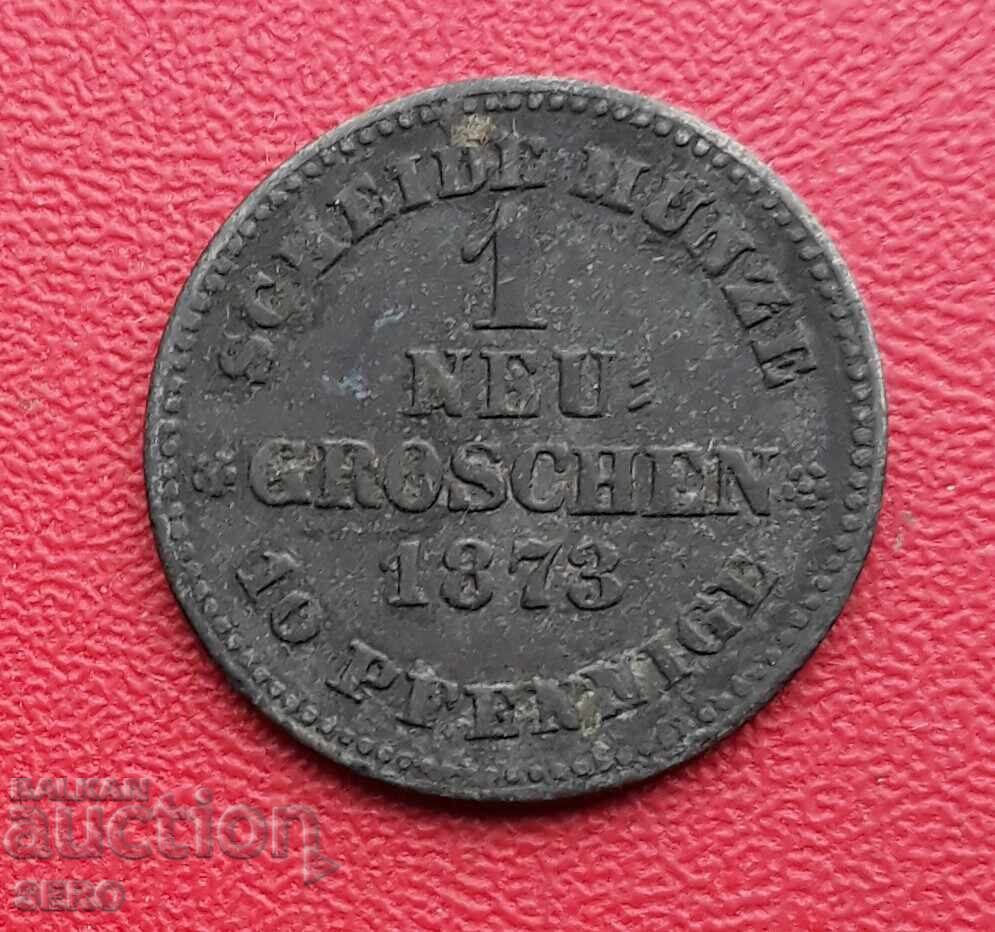 SCHEIDE MÜNZE
1
NEU=
GROSCHEN
1873
10 PFENNIGE
BALKAN
auction
SERO